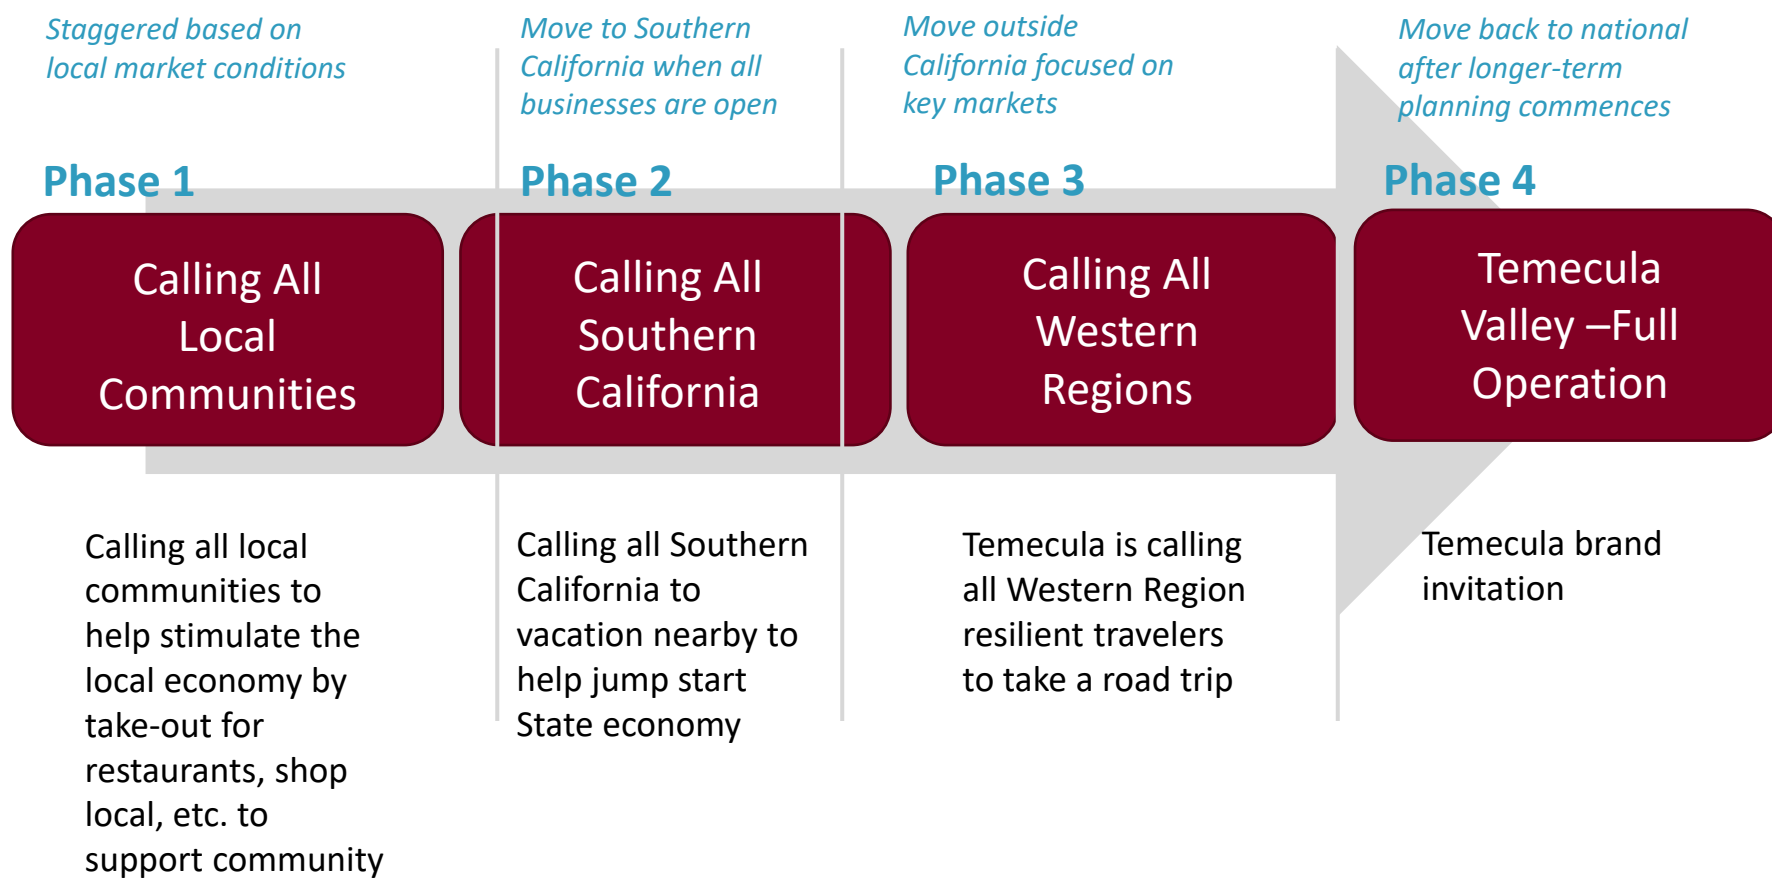 Staggered based on
local market conditions
Phase 1
Calling All
Local
Communities
Calling all local
communities to
help stimulate the
local economy by
take-out for
restaurants, shop
local, etc. to
support community
Move to Southern
California when all
businesses are open
Phase 2
Calling All
Southern
California
Calling all Southern
California to
vacation nearby to
help jump start
State economy
Move outside
California focused on
key markets
Phase 3
Calling All
Western
Regions
Temecula is calling
all Western Region
resilient travelers
to take a road trip
Move back to national
after longer-term
planning commences
Phase 4
Temecula
Valley –Full
Operation
Temecula brand
invitation